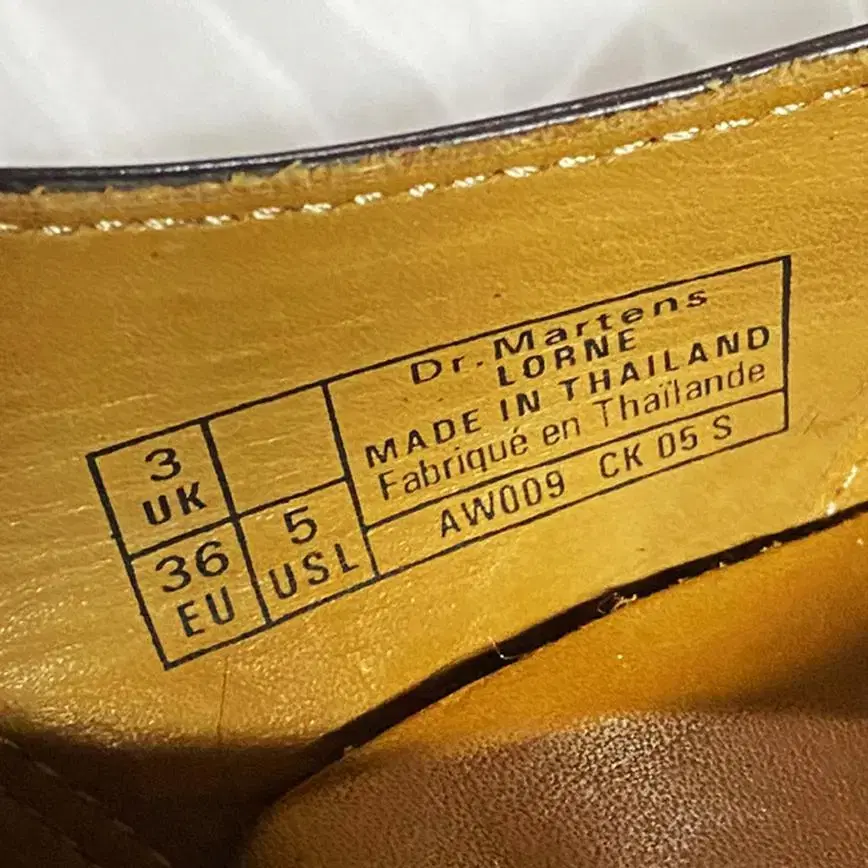 Dr. Martens
LORNE
MADE IN THAILAND
Fabriqué en Thaïlande
AW009 CK 05 S
3
UK
36
EU
5
USL